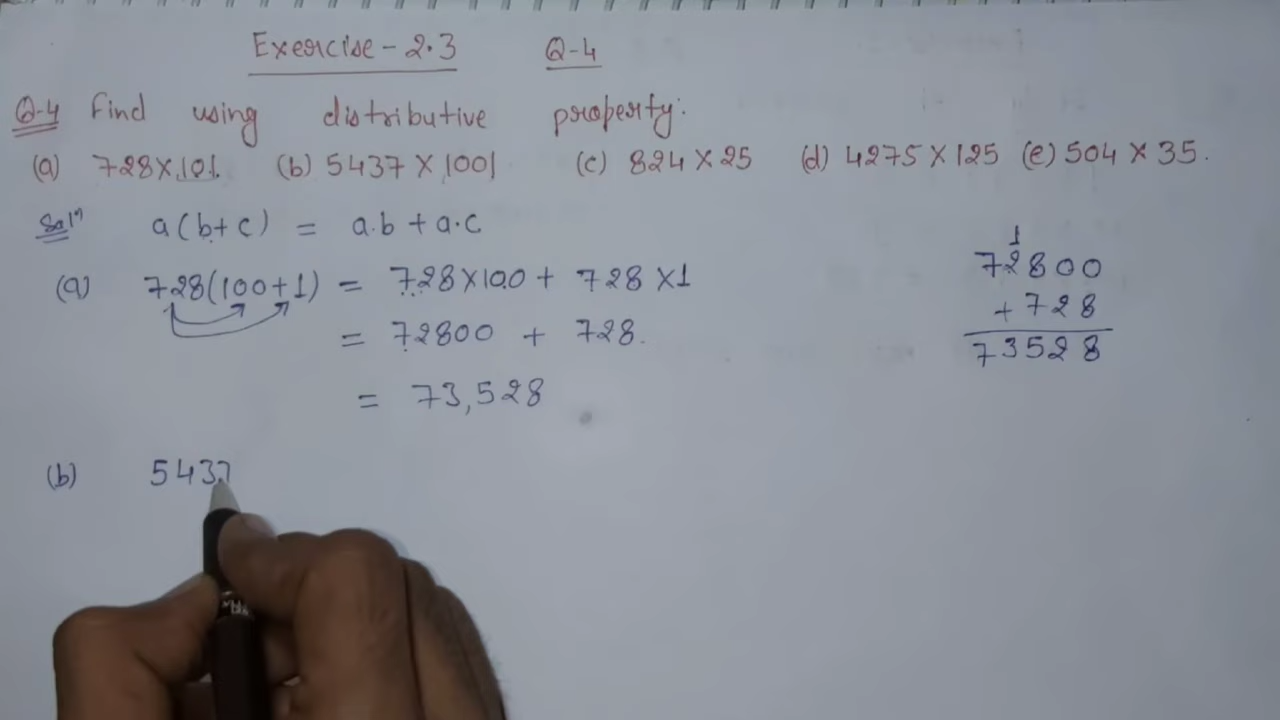 Exercise - 2.3 Q-4
Q-4 Find using distributive property:
(a) 728×101. (b) 5437 × 1001 (c) 824 × 25 (d) 4275 × 125 (e) 504 × 35.
Solⁿ a(b+c) = a.b + a.c
(a) 728(100+1) = 728×100 + 728 ×1
= 72800 + 728.
= 73,528
1
72800
+ 728
73528
(b) 5437